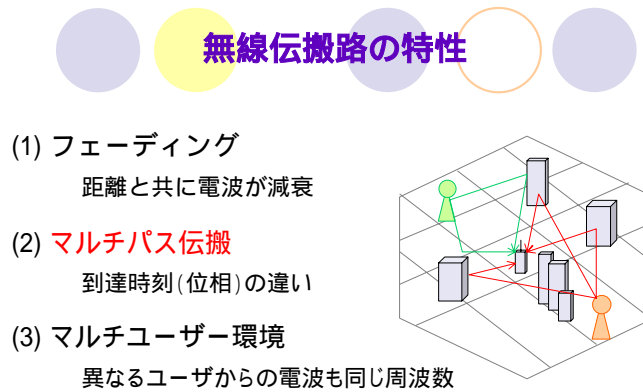 無線伝搬路の特性
(1) フェーディング
距離と共に電波が減衰
(2) マルチパス伝搬
到達時刻(位相)の違い
(3) マルチユーザー環境
異なるユーザからの電波も同じ周波数